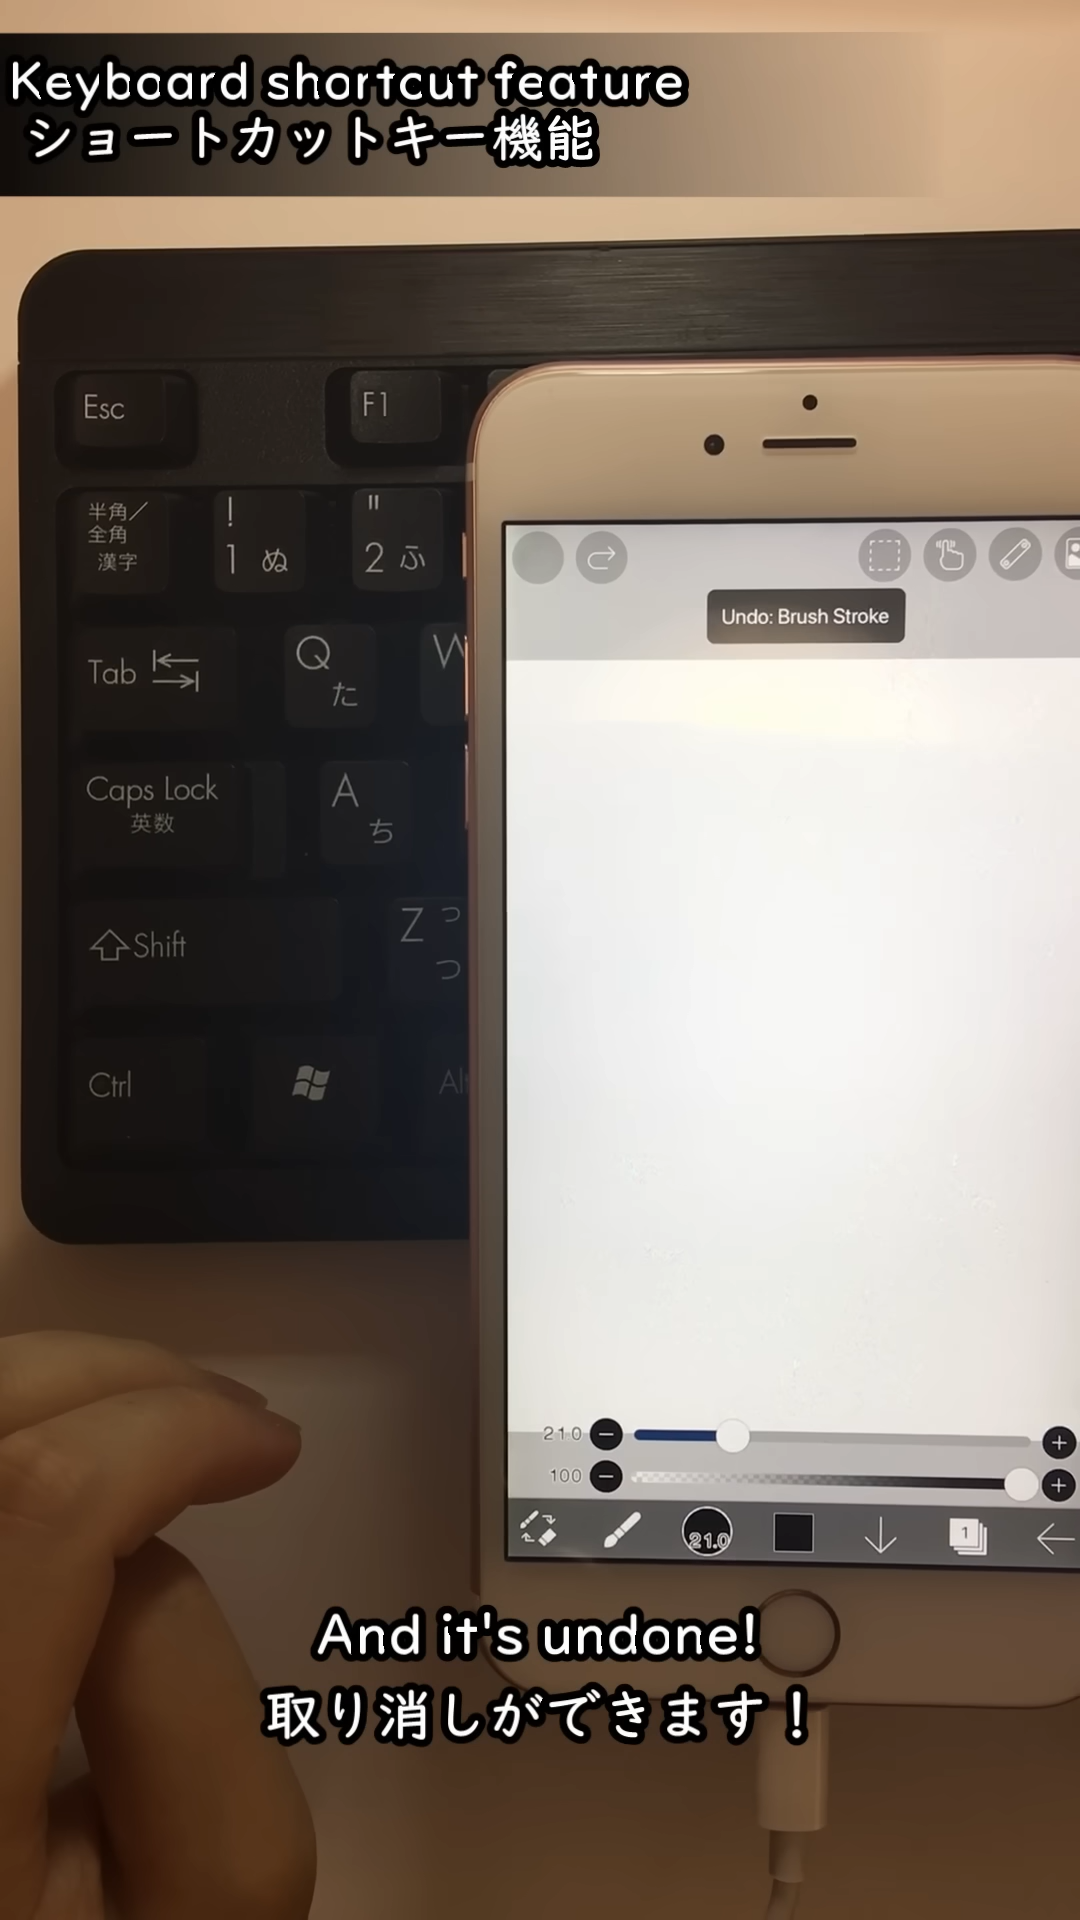 Keyboard shortcut feature
ショートカットキー機能
Esc
F1
半角／
全角
漢字
!
1 ぬ
"
2 ふ
Tab
Q
た
W
Caps Lock
英数
A
ち
Shift
Z っ
つ
Ctrl
Alt
Undo: Brush Stroke
21.0
100
21.0
1
And it's undone!
取り消しができます！